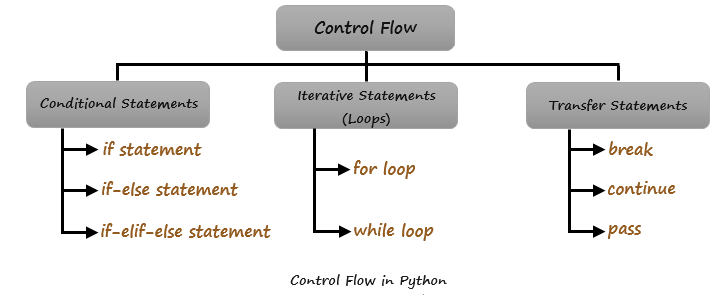 Control Flow
Conditional Statements
if statement
if-else statement
if-elif-else statement
Iterative Statements
(Loops)
for loop
while loop
Transfer Statements
break
continue
pass
Control Flow in Python